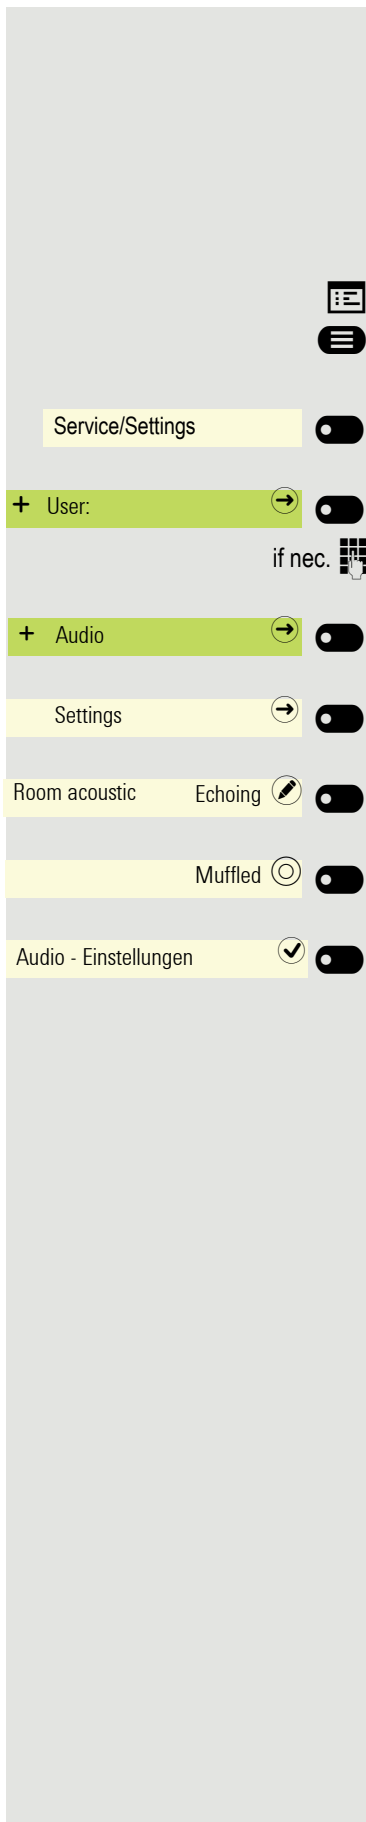 Service/Settings
+ User:
if nec.
+ Audio
Settings
Room acoustic Echoing
Muffled
Audio - Einstellungen